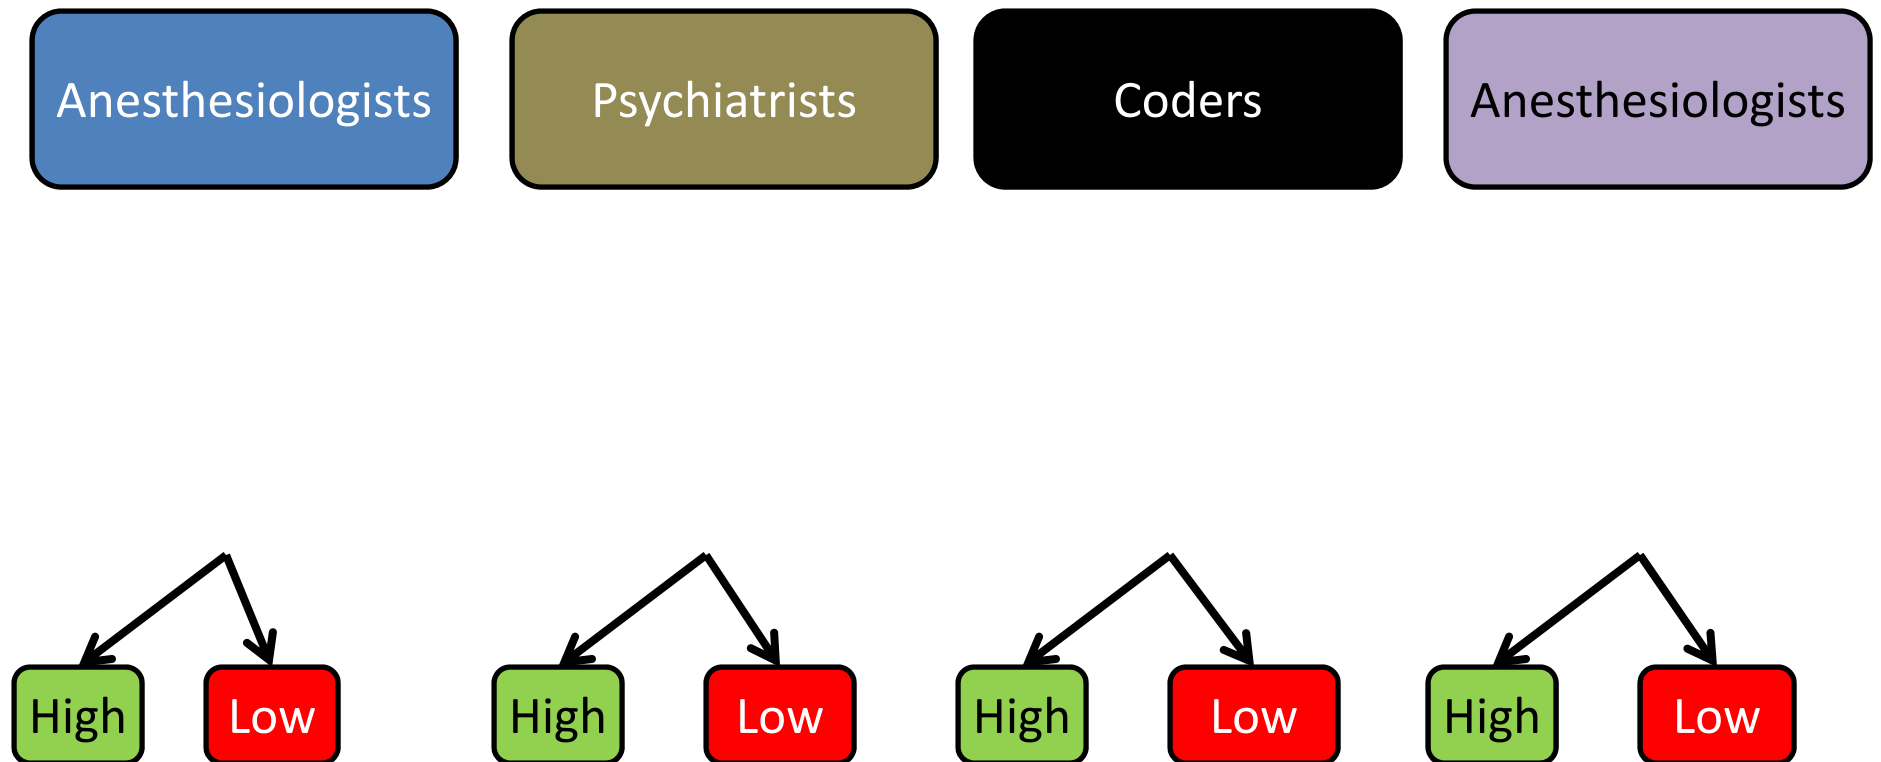 Anesthesiologists
Psychiatrists
Coders
Anesthesiologists
High
Low
High
Low
High
Low
High
Low